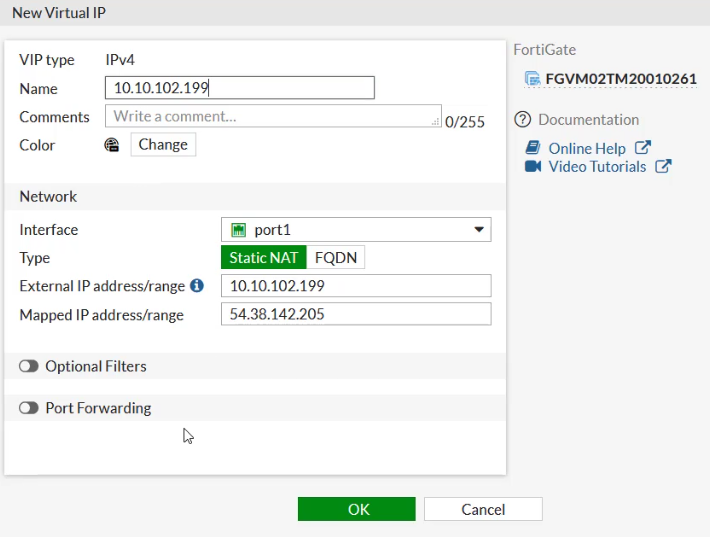 New Virtual IP
VIP type IPv4
Name 10.10.102.199
Comments Write a comment... 0/255
Color Change
Network
Interface port1
Type Static NAT FQDN
External IP address/range 10.10.102.199
Mapped IP address/range 54.38.142.205
Optional Filters
Port Forwarding
OK Cancel
FortiGate
FGVM02TM20010261
Documentation
Online Help
Video Tutorials